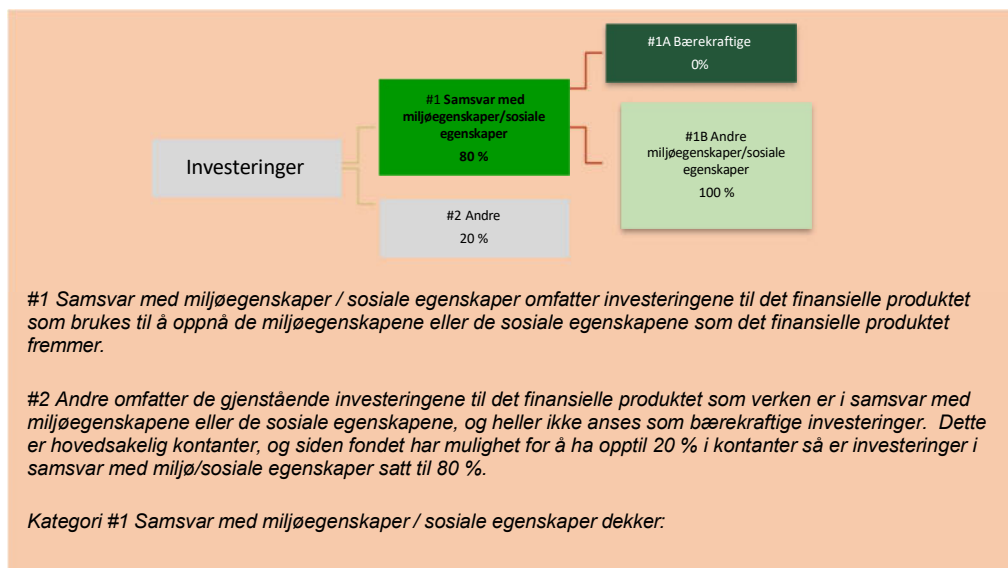 #1A Bærekraftige
0%
#1 Samsvar med
miljøegenskaper/sosiale
egenskaper
80 %
#1B Andre
miljøegenskaper/sosiale
egenskaper
100 %
Investeringer
#2 Andre
20 %
#1 Samsvar med miljøegenskaper / sosiale egenskaper omfatter investeringene til det finansielle produktet
som brukes til å oppnå de miljøegenskapene eller de sosiale egenskapene som det finansielle produktet
fremmer.
#2 Andre omfatter de gjenstående investeringene til det finansielle produktet som verken er i samsvar med
miljøegenskapene eller de sosiale egenskapene, og heller ikke anses som bærekraftige investeringer. Dette
er hovedsakelig kontanter, og siden fondet har mulighet for å ha opptil 20 % i kontanter så er investeringer i
samsvar med miljø/sosiale egenskaper satt til 80 %.
Kategori #1 Samsvar med miljøegenskaper / sosiale egenskaper dekker: